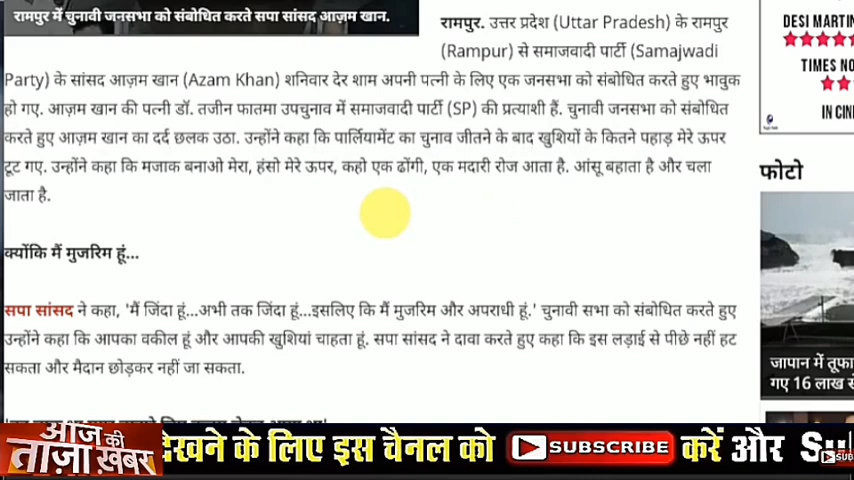 रामपुर में चुनावी जनसभा को संबोधित करते सपा सांसद आज़म खान.
रामपुर. उत्तर प्रदेश (Uttar Pradesh) के रामपुर
(Rampur) से समाजवादी पार्टी (Samajwadi
Party) के सांसद आज़म खान (Azam Khan) शनिवार देर शाम अपनी पत्नी के लिए एक जनसभा को संबोधित करते हुए भावुक
हो गए. आज़म खान की पत्नी डॉ. तजीन फातमा उपचुनाव में समाजवादी पार्टी (SP) की प्रत्याशी हैं. चुनावी जनसभा को संबोधित
करते हुए आज़म खान का दर्द छलक उठा. उन्होंने कहा कि पार्लियामेंट का चुनाव जीतने के बाद खुशियों के कितने पहाड़ मेरे ऊपर
टूट गए. उन्होंने कहा कि मजाक बनाओ मेरा, हंसो मेरे ऊपर, कहो एक ढोंगी, एक मदारी रोज आता है. आंसू बहाता है और चला
जाता है.
क्योंकि मैं मुजरिम हूं...
सपा सांसद ने कहा, 'मैं जिंदा हूं...अभी तक जिंदा हूं...इसलिए कि मैं मुजरिम और अपराधी हूं.' चुनावी सभा को संबोधित करते हुए
उन्होंने कहा कि आपका वकील हूं और आपकी खुशियां चाहता हूं. सपा सांसद ने दावा करते हुए कहा कि इस लड़ाई से पीछे नहीं हट
सकता और मैदान छोड़कर नहीं जा सकता.
DESI MARTIN
TIMES NO
IN CIN
फोटो
जापान में तूफा
गए 16 लाख से
आज की
ताज़ा ख़बर
देखने के लिए इस चैनल को SUBSCRIBE करें और